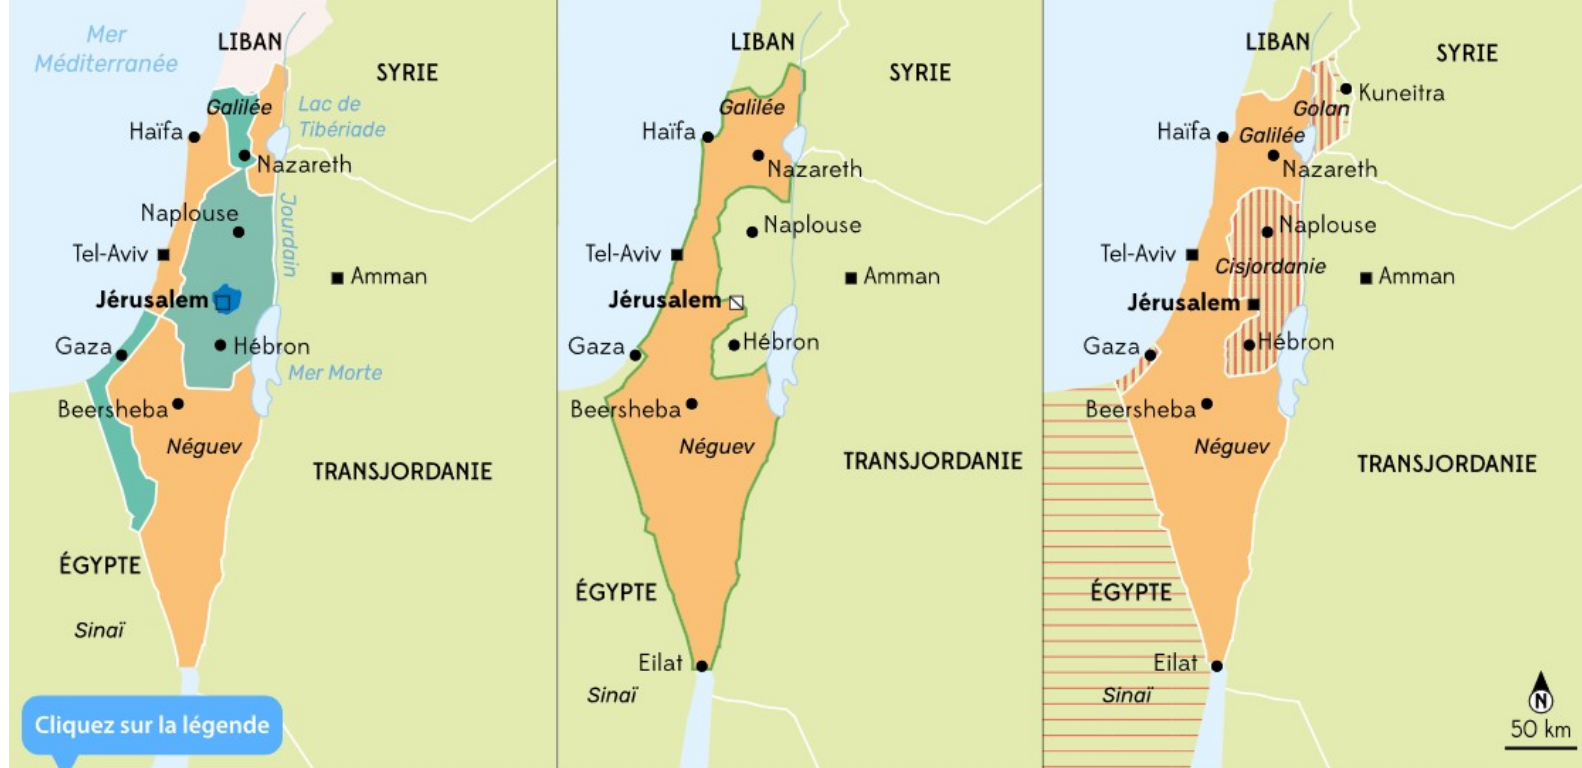 Mer
Méditerranée
LIBAN
SYRIE
Galilée
Lac de
Tibériade
Haïfa
Nazareth
Naplouse
Jourdain
Tel-Aviv
Amman
Jérusalem
Gaza
Hébron
Mer Morte
Beersheba
Néguev
TRANSJORDANIE
ÉGYPTE
Sinaï
Cliquez sur la légende
LIBAN
SYRIE
Galilée
Haïfa
Nazareth
Naplouse
Tel-Aviv
Amman
Jérusalem
Hébron
Gaza
Beersheba
Néguev
TRANSJORDANIE
ÉGYPTE
Eilat
Sinaï
LIBAN
SYRIE
Kuneitra
Golan
Haïfa
Galilée
Nazareth
Naplouse
Tel-Aviv
Cisjordanie
Amman
Jérusalem
Hébron
Gaza
Beersheba
Néguev
TRANSJORDANIE
ÉGYPTE
Eilat
Sinaï
N
50 km